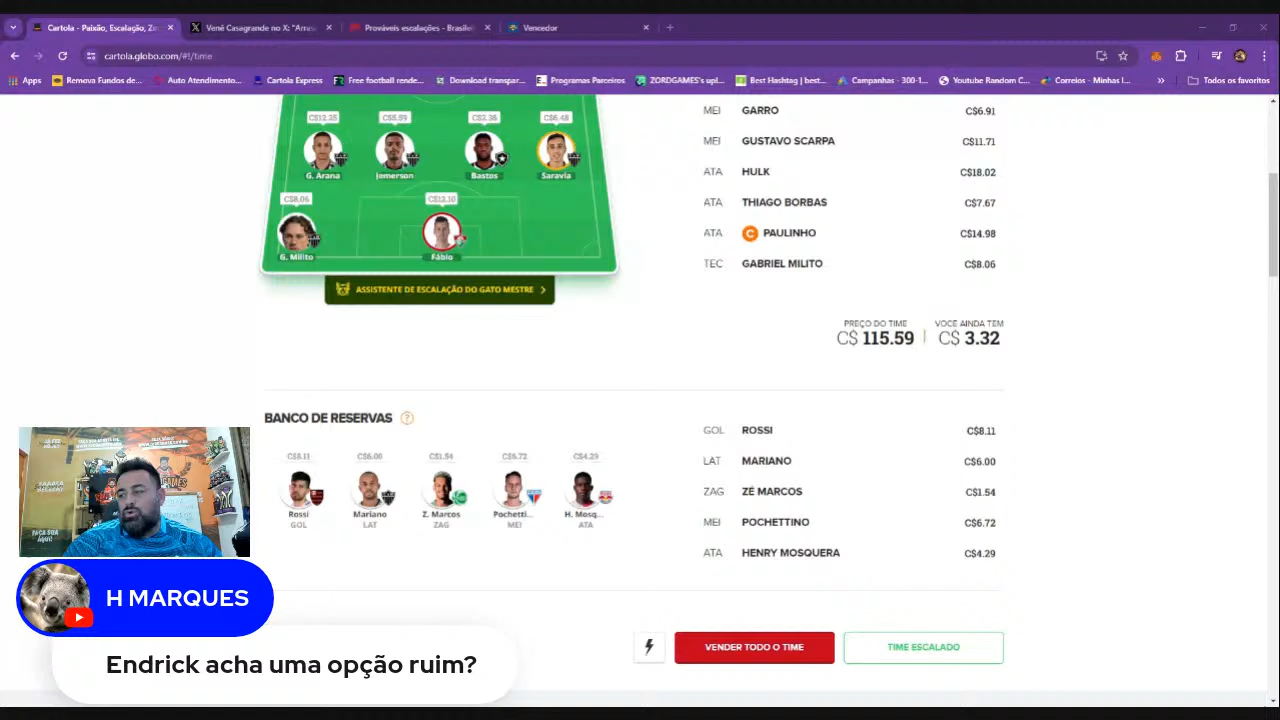 Cartola - Paixão, Escalação, Ze
Venê Casagrande no X: "Arras
Prováveis escalações - Brasileir
Vencedor
cartola.globo.com/#!/time
Apps
Remova Fundos de...
Auto Atendimento...
Cartola Express
Free football rende...
Download transpar...
Programas Parceiros
ZORDGAMES's upl...
Best Hashtag | best...
Campanhas - 300-1...
Youtube Random C...
Correios - Minhas I...
Todos os favoritos
C$12.25
C$5.59
C$2.36
C$6.48
G. Arana
Jemerson
Bastos
Saravia
C$8.06
C$12.10
G. Milito
Fábio
ASSISTENTE DE ESCALAÇÃO DO GATO MESTRE
MEI GARRO C$6.91
MEI GUSTAVO SCARPA C$11.71
ATA HULK C$18.02
ATA THIAGO BORBAS C$7.67
ATA C PAULINHO C$14.98
TEC GABRIEL MILITO C$8.06
PREÇO DO TIME
C$ 115.59
VOCE AINDA TEM
C$ 3.32
BANCO DE RESERVAS ?
C$8.11
C$6.00
C$1.54
C$6.72
C$4.29
Rossi
Mariano
Z. Marcos
Pochetti...
H. Mosq...
GOL
LAT
ZAG
MEI
ATA
GOL ROSSI C$8.11
LAT MARIANO C$6.00
ZAG ZÉ MARCOS C$1.54
MEI POCHETTINO C$6.72
ATA HENRY MOSQUERA C$4.29
VENDER TODO O TIME
TIME ESCALADO
H MARQUES
Endrick acha uma opção ruim?